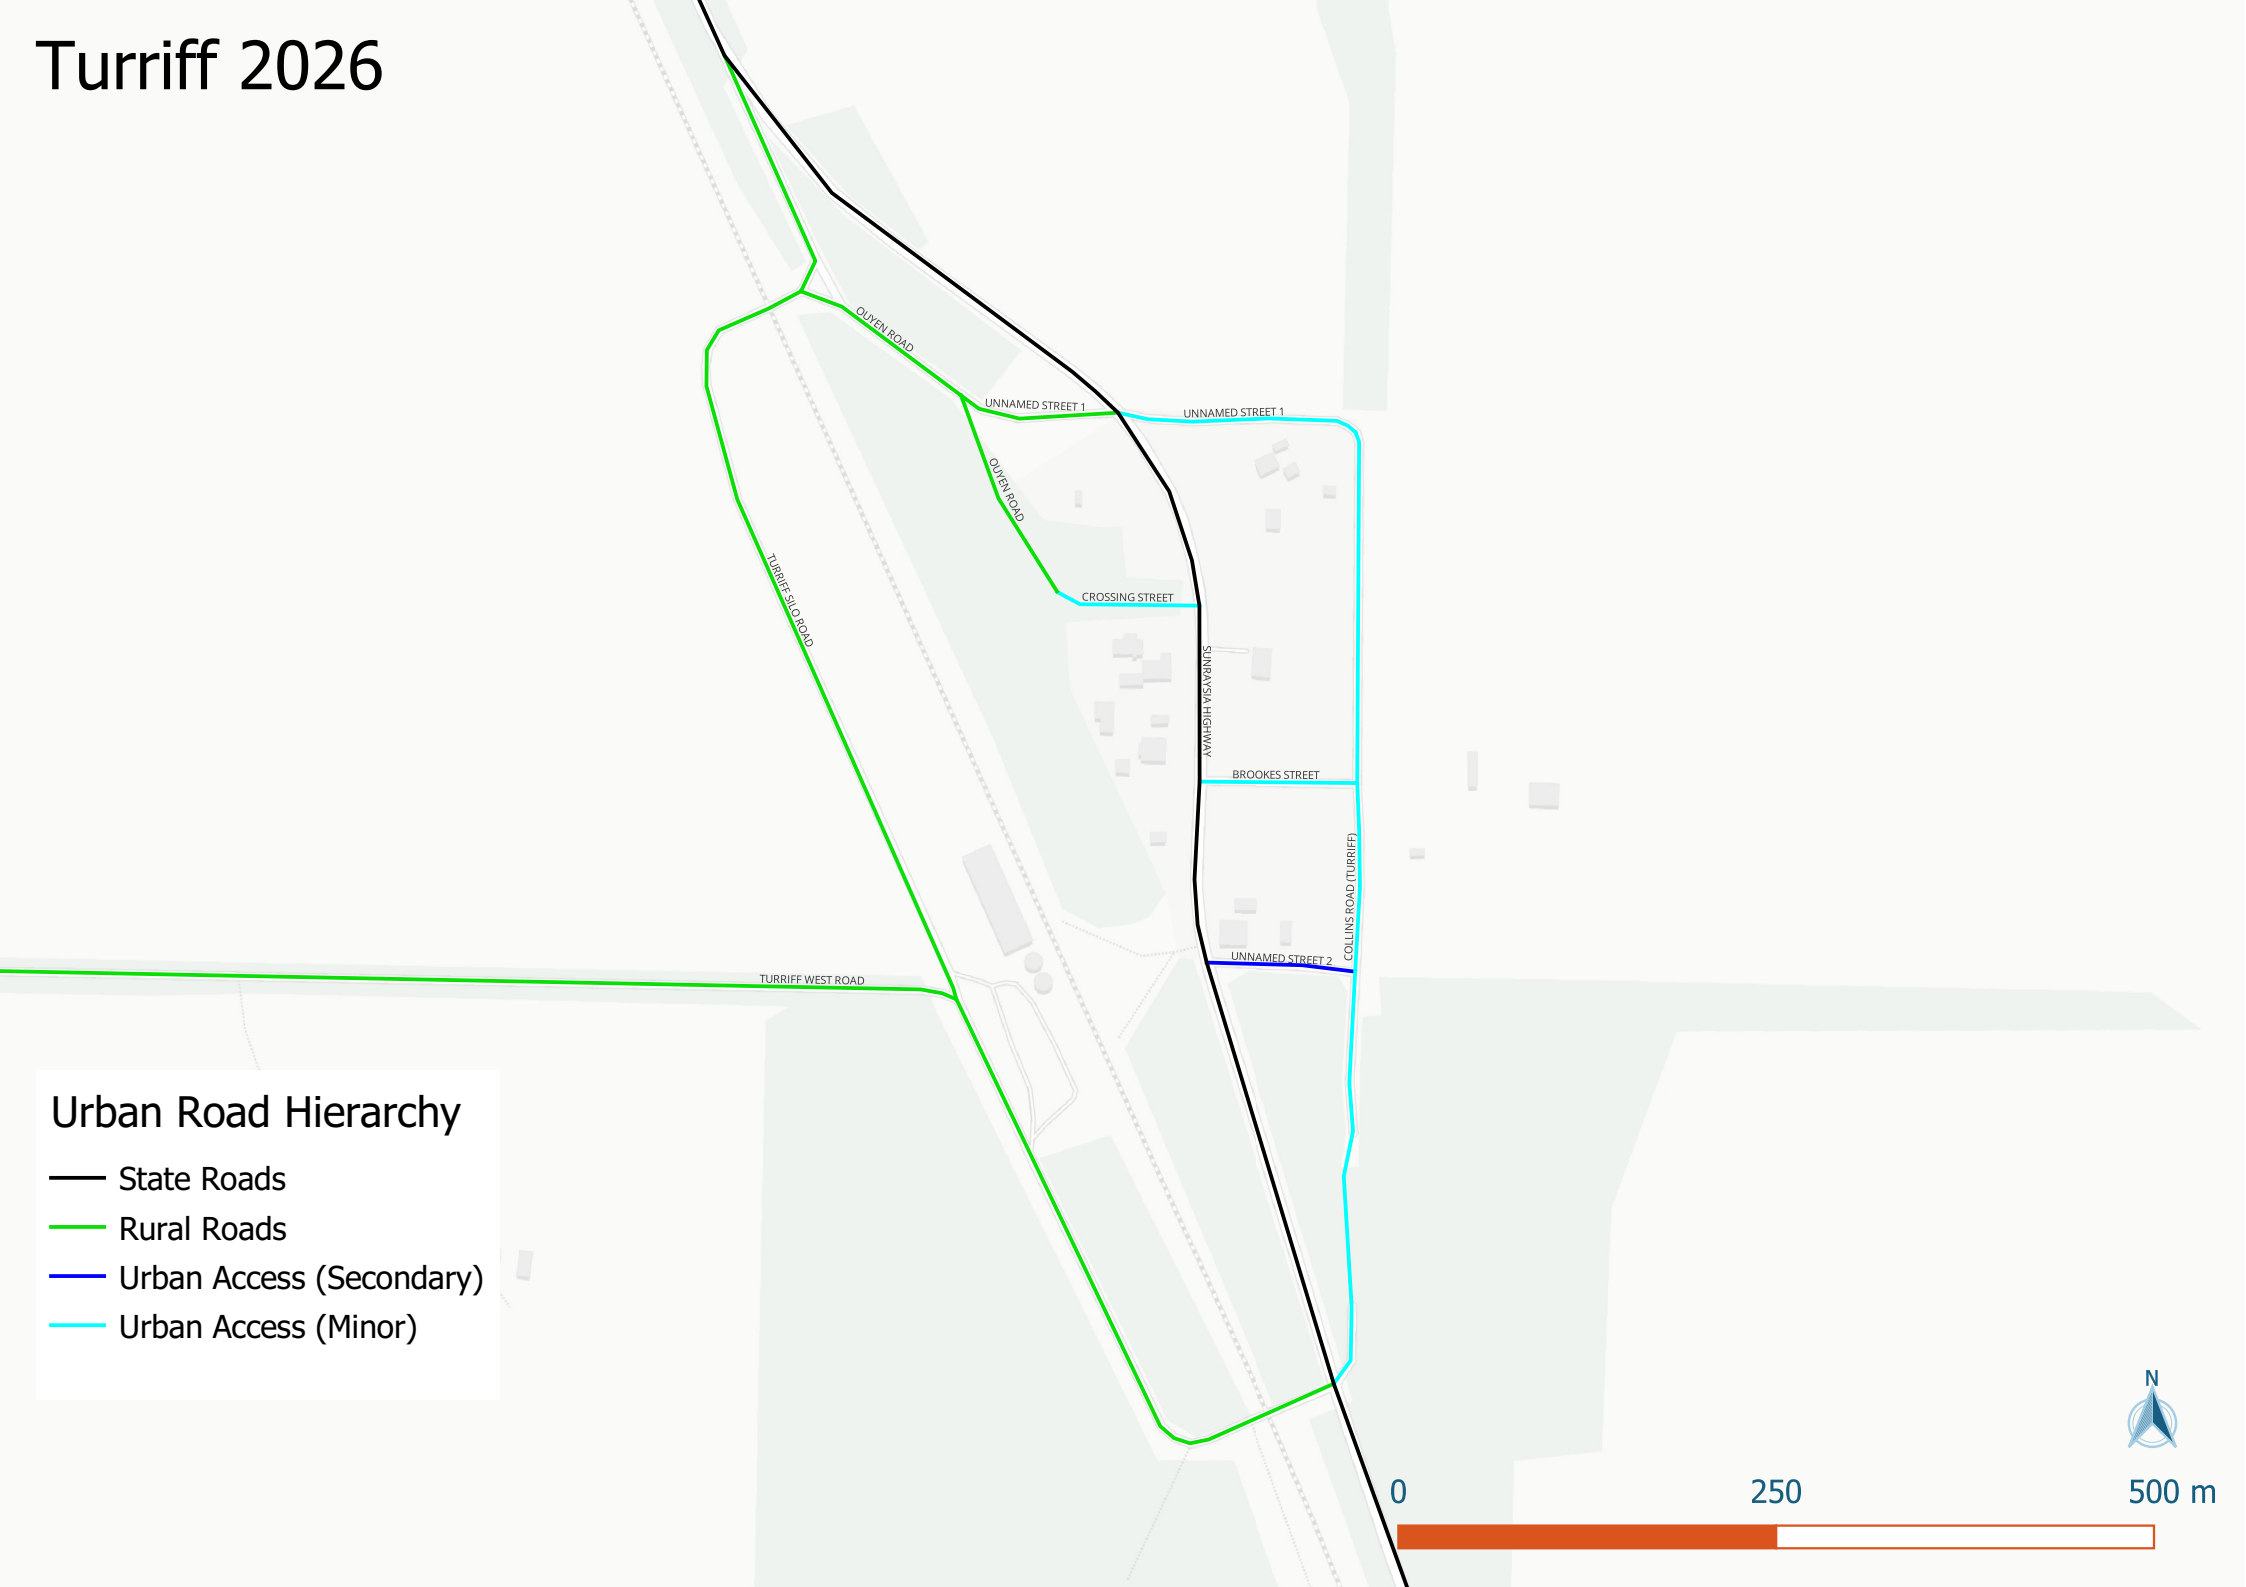 Turriff 2026
OUYEN ROAD
UNNAMED STREET 1
UNNAMED STREET 1
OUYEN ROAD
TURRIFF SILO ROAD
CROSSING STREET
SUNRAYSIA HIGHWAY
BROOKES STREET
COLLINS ROAD (TURRIFF)
UNNAMED STREET 2
TURRIFF WEST ROAD
Urban Road Hierarchy
State Roads
Rural Roads
Urban Access (Secondary)
Urban Access (Minor)
N
0 250 500 m